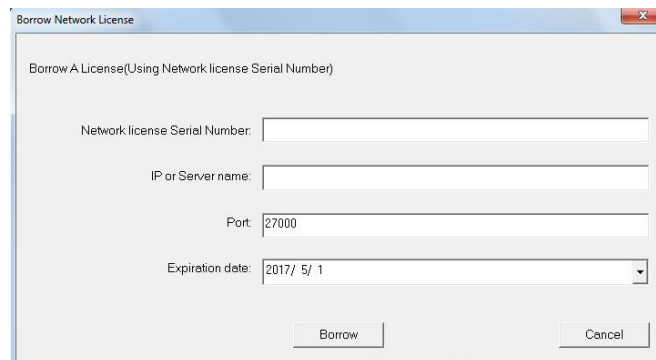 Borrow Network License
Borrow A License(Using Network license Serial Number)
Network license Serial Number:
IP or Server name:
Port: 27000
Expiration date: 2017/ 5/ 1
Borrow Cancel